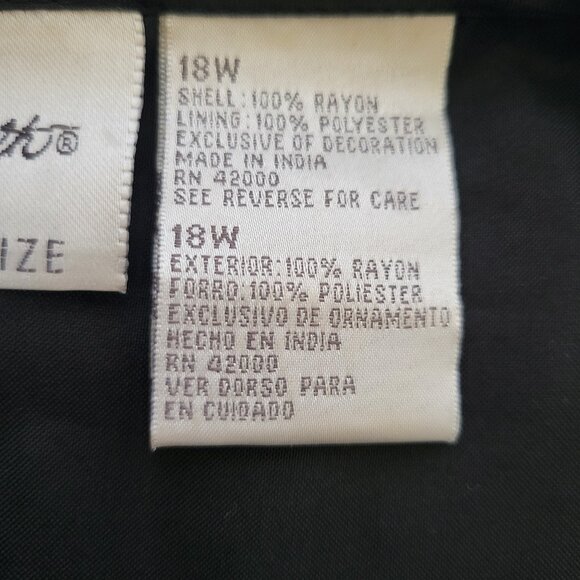 th®
IZE
18W
SHELL:100% RAYON
LINING:100% POLYESTER
EXCLUSIVE OF DECORATION
MADE IN INDIA
RN 42000
SEE REVERSE FOR CARE
18W
EXTERIOR:100% RAYON
FORRO:100% POLIESTER
EXCLUSIVO DE ORNAMENTO
HECHO EN INDIA
RN 42000
VER DORSO PARA
EN CUIDADO